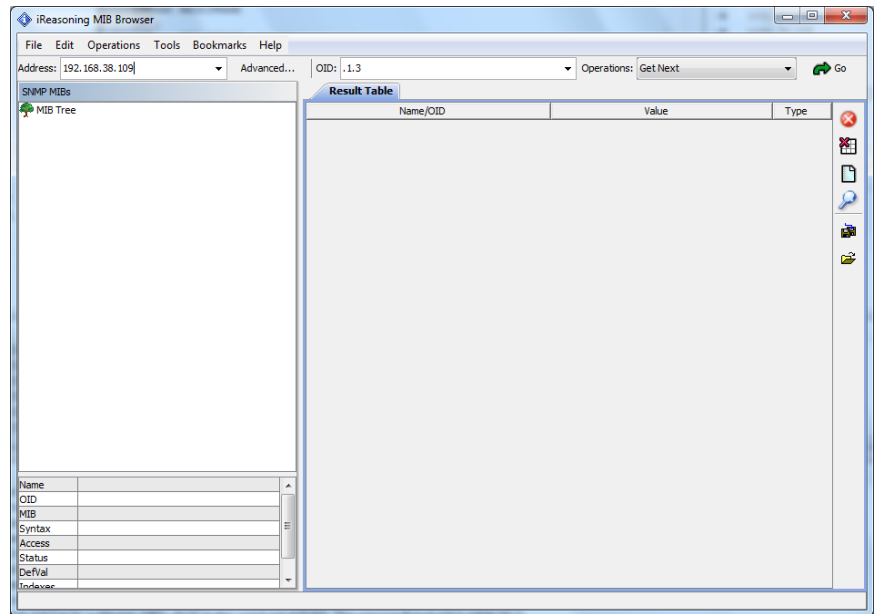 iReasoning MIB Browser
File Edit Operations Tools Bookmarks Help
Address: 192.168.38.109 Advanced... OID: .1.3 Operations: Get Next Go
SNMP MIBs
MIB Tree
Result Table
Name/OID Value Type
Name
OID
MIB
Syntax
Access
Status
DefVal
Indexes